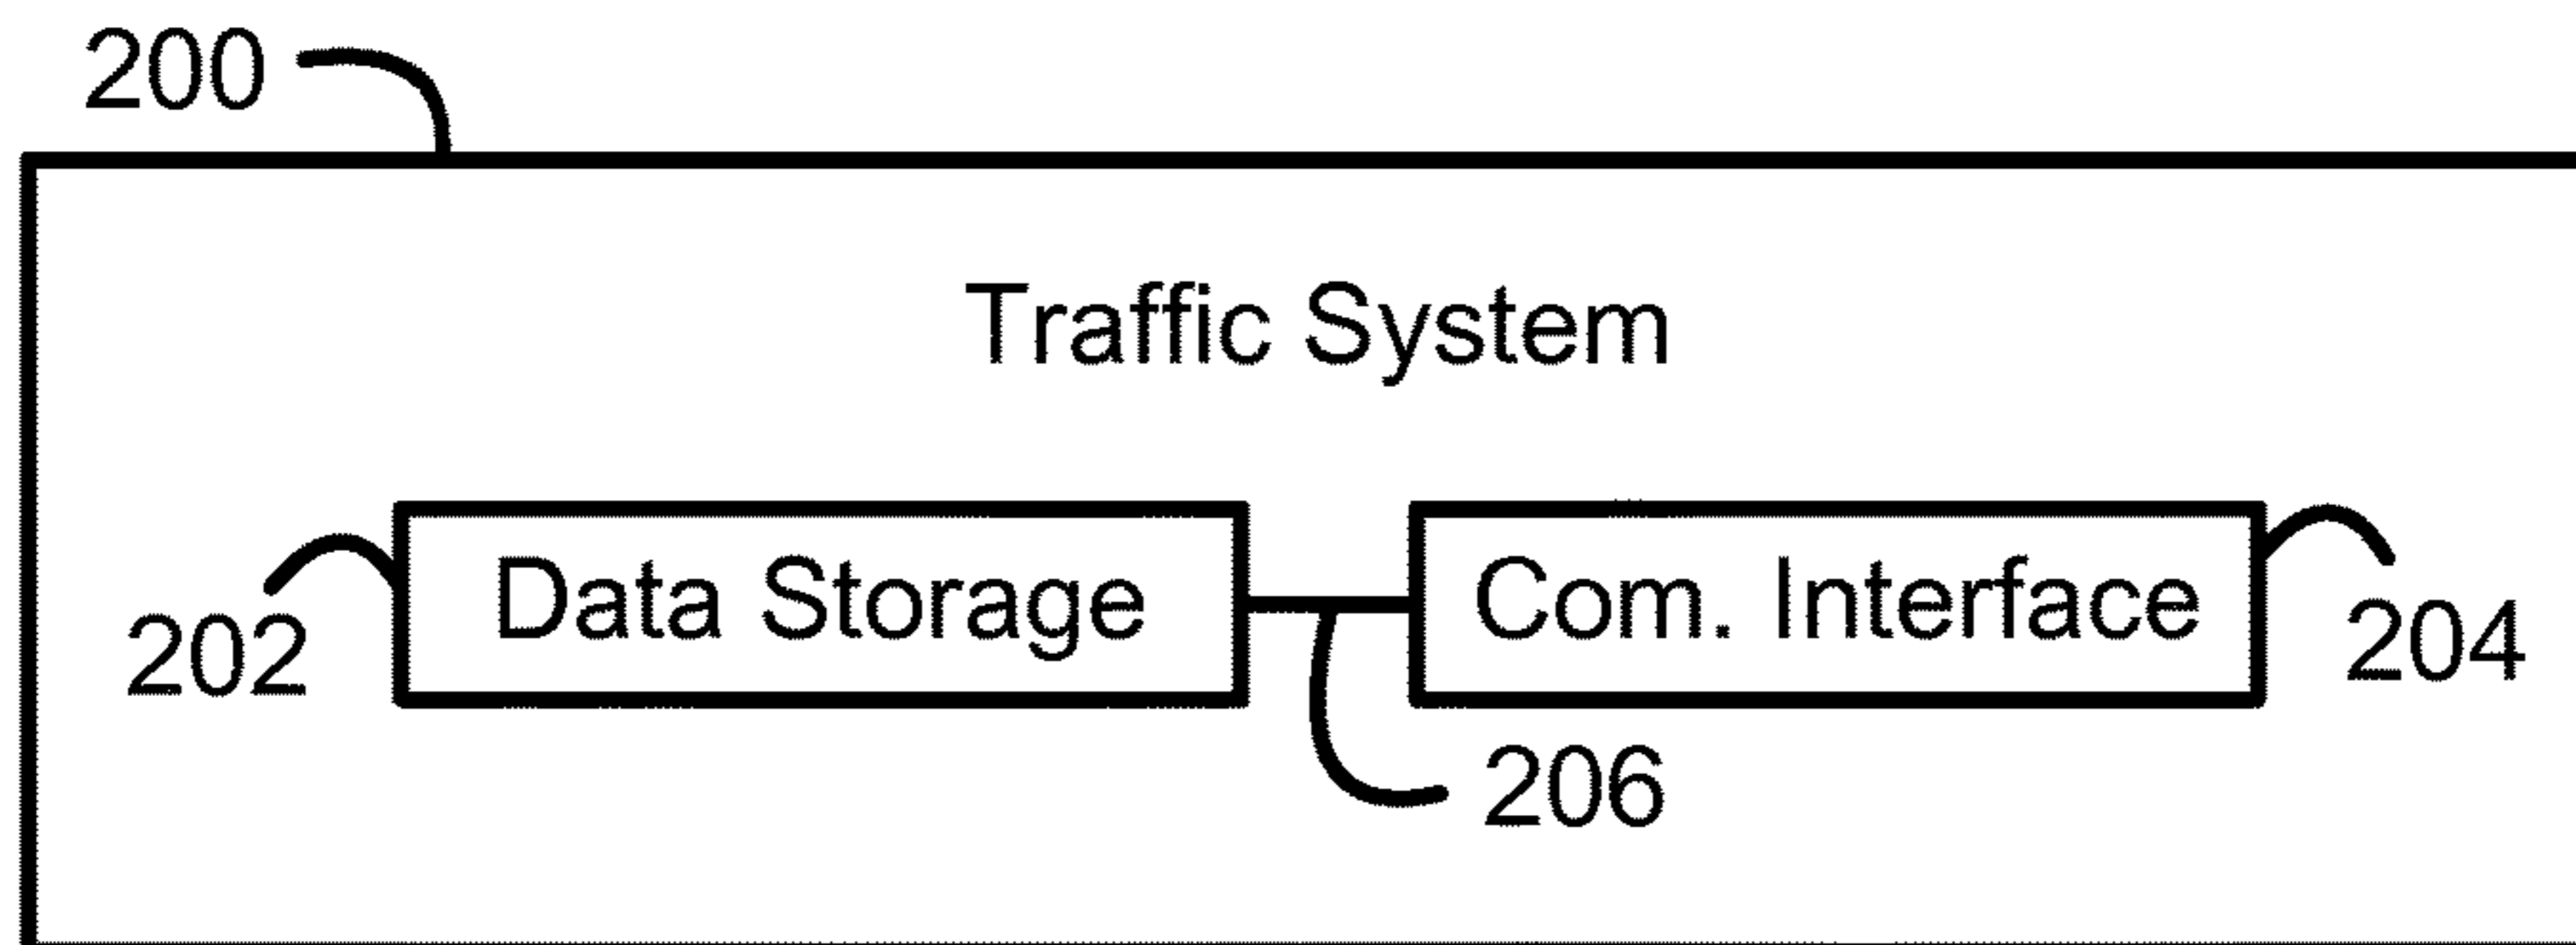 200
Traffic System
Data Storage
Com. Interface
202
204
206